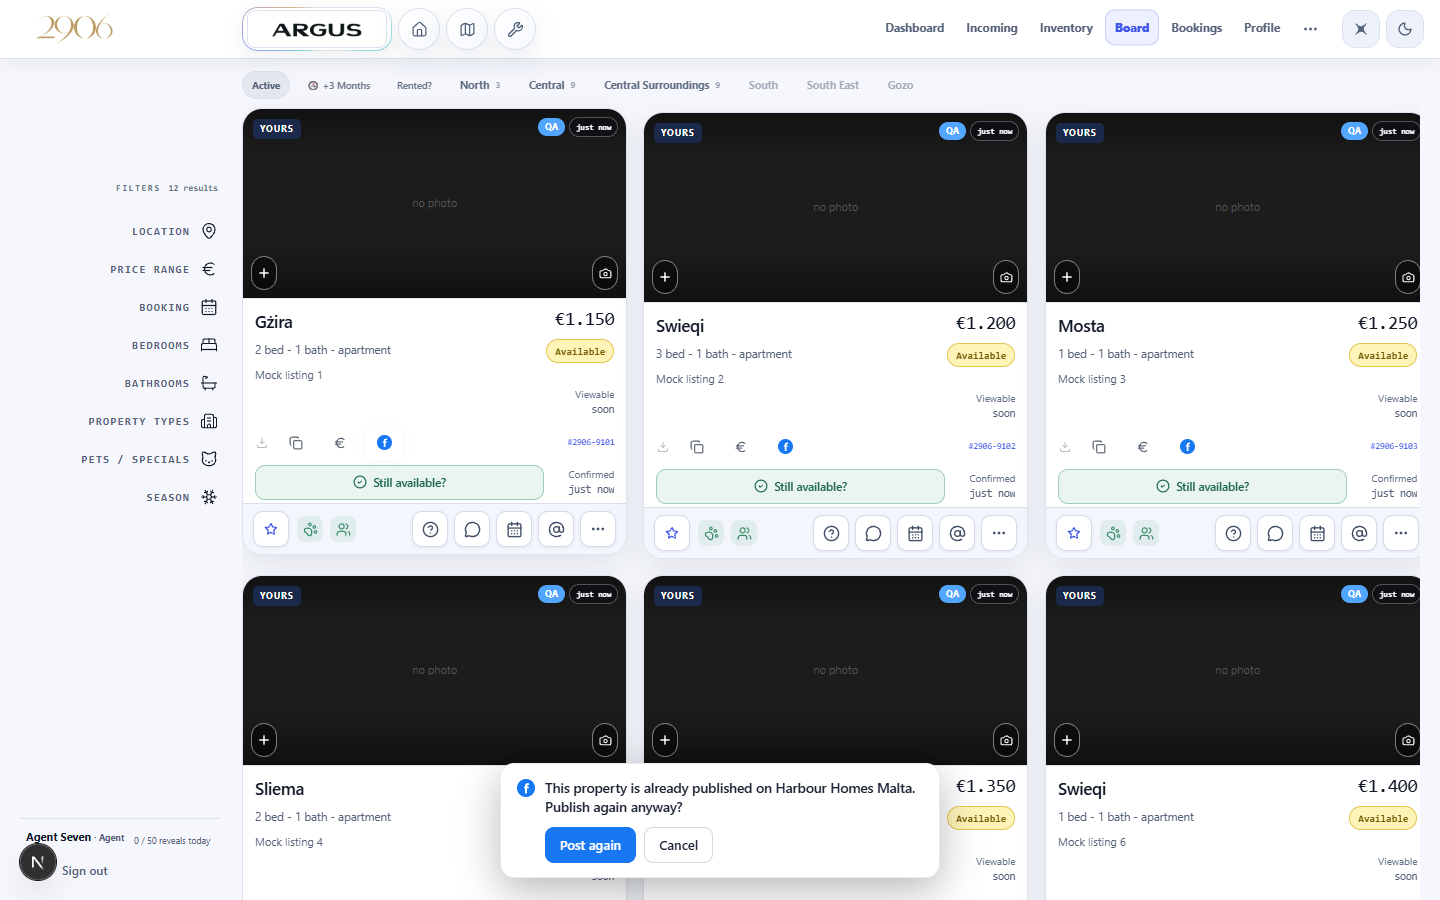 2906
ARGUS
Dashboard
Incoming
Inventory
Board
Bookings
Profile
Active
+3 Months
Rented?
North 3
Central 9
Central Surroundings 9
South
South East
Gozo
FILTERS 12 results
LOCATION
PRICE RANGE
BOOKING
BEDROOMS
BATHROOMS
PROPERTY TYPES
PETS / SPECIALS
SEASON
Agent Seven · Agent
0 / 50 reveals today
N
Sign out
YOURS
QA
just now
no photo
Gżira
€1.150
2 bed - 1 bath - apartment
Available
Mock listing 1
Viewable
soon
#2906-9101
Still available?
Confirmed
just now
YOURS
QA
just now
no photo
Swieqi
€1.200
3 bed - 1 bath - apartment
Available
Mock listing 2
Viewable
soon
#2906-9102
Still available?
Confirmed
just now
YOURS
QA
just now
no photo
Mosta
€1.250
1 bed - 1 bath - apartment
Available
Mock listing 3
Viewable
soon
#2906-9103
Still available?
Confirmed
just now
YOURS
QA
just now
no photo
Sliema
2 bed - 1 bath - apartment
Mock listing 4
soon
YOURS
QA
just now
no photo
€1.350
Available
Viewable
soon
YOURS
QA
just now
no photo
Swieqi
€1.400
1 bed - 1 bath - apartment
Available
Mock listing 6
Viewable
soon
This property is already published on Harbour Homes Malta.
Publish again anyway?
Post again
Cancel